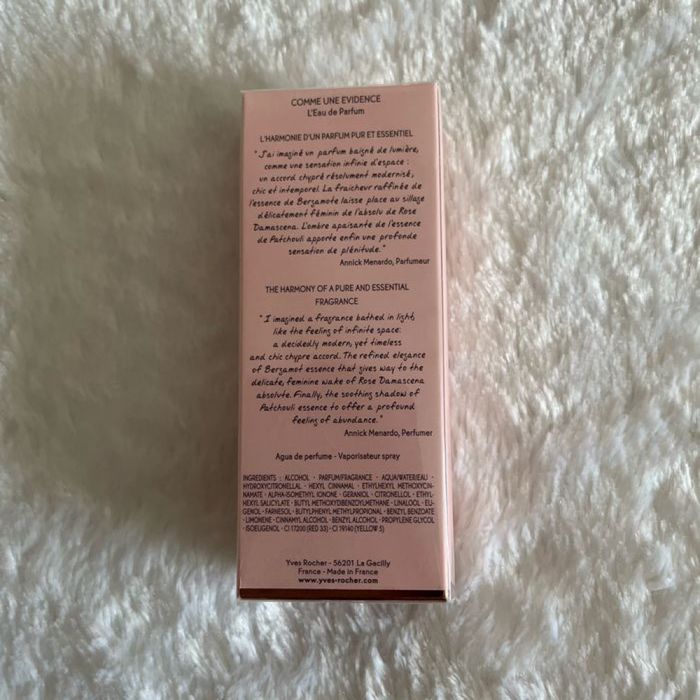 COMME UNE EVIDENCE
L'Eau de Parfum
L'HARMONIE D'UN PARFUM PUR ET ESSENTIEL
"J'ai imaginé un parfum baigné de lumière,
comme une sensation infinie d'espace :
un accord chypré résolument modernisé,
chic et intemporel. La fraîcheur raffinée de
l'essence de Bergamote laisse place au sillage
délicatement féminin de l'absolu de Rose
Damascena. L'ombre apaisante de l'essence
de Patchouli apporte enfin une profonde
sensation de plénitude."
Annick Menardo, Parfumeur
THE HARMONY OF A PURE AND ESSENTIAL
FRAGRANCE
"I imagined a fragrance bathed in light,
like the feeling of infinite space:
a decidedly modern, yet timeless
and chic chypre accord. The refined elegance
of Bergamot essence that gives way to the
delicate, feminine wake of Rose Damascena
absolute. Finally, the soothing shadow of
Patchouli essence to offer a profound
feeling of abundance."
Annick Menardo, Perfumer
Agua de perfume - Vaporisateur spray
INGREDIENTS : ALCOHOL - PARFUM/FRAGRANCE - AQUA/WATER/EAU -
HYDROXYCITRONELLAL - HEXYL CINNAMAL - ETHYLHEXYL METHOXYCIN-
NAMATE - ALPHA-ISOMETHYL IONONE - GERANIOL - CITRONELLOL - ETHYL-
HEXYL SALICYLATE - BUTYL METHOXYDIBENZOYLMETHANE - LINALOOL - EU-
GENOL - FARNESOL - BUTYLPHENYL METHYLPROPIONAL - BENZYL BENZOATE
- LIMONENE - CINNAMYL ALCOHOL - BENZYL ALCOHOL - PROPYLENE GLYCOL
- ISOEUGENOL - CI 17200 (RED 33) - CI 19140 (YELLOW 5)
Yves Rocher - 56201 La Gacilly
France - Made in France
www.yves-rocher.com